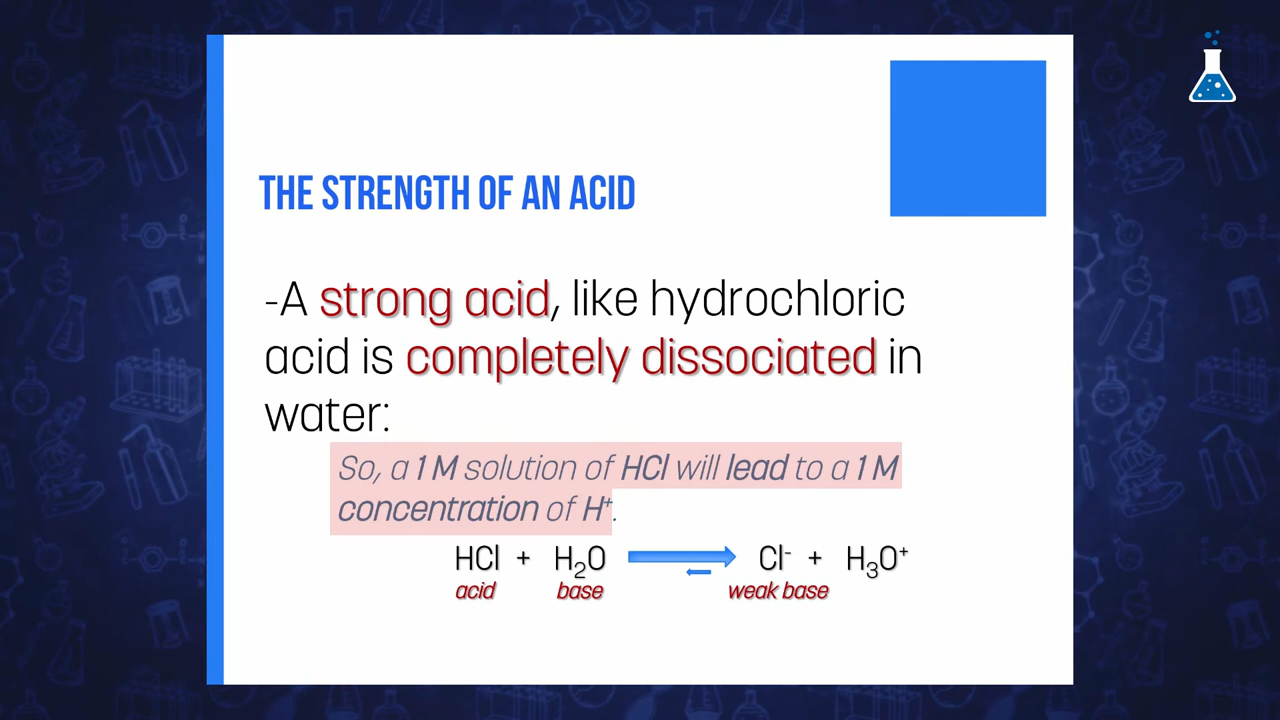 THE STRENGTH OF AN ACID
-A strong acid, like hydrochloric
acid is completely dissociated in
water:
So, a 1 M solution of HCl will lead to a 1 M
concentration of H⁺.
HCl + H₂O Cl⁻ + H₃O⁺
acid base weak base